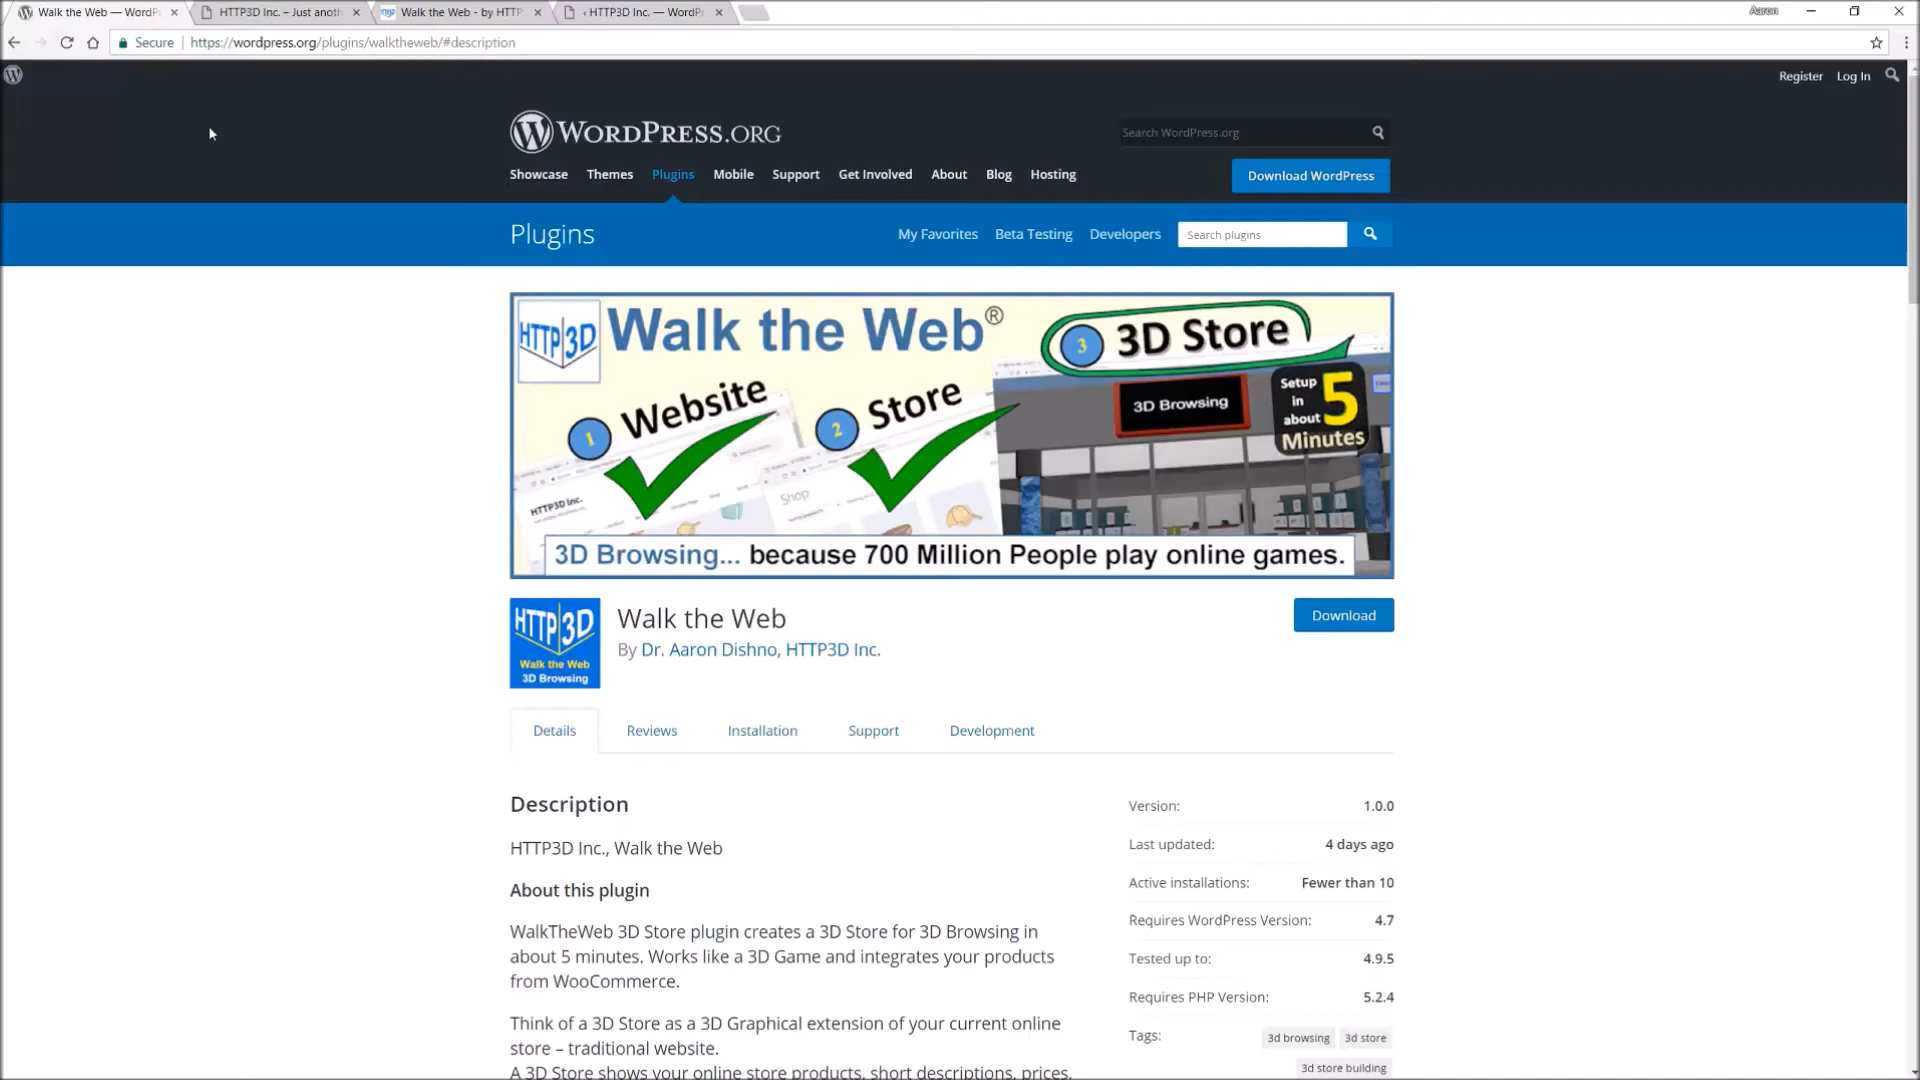 Walk the Web — WordP
HTTP3D Inc. – Just anoth
Walk the Web - by HTTP
‹ HTTP3D Inc. — WordPr
Aaron
Secure
https://wordpress.org/plugins/walktheweb/#description
Register
Log In
WORDPRESS.ORG
Search WordPress.org
Showcase
Themes
Plugins
Mobile
Support
Get Involved
About
Blog
Hosting
Download WordPress
Plugins
My Favorites
Beta Testing
Developers
Search plugins
HTTP3D
Walk the Web®
3 3D Store
1 Website
2 Store
3D Browsing
Setup
in
about
5
Minutes
HTTP3D Inc.
Shop
3D Browsing... because 700 Million People play online games.
HTTP3D
Walk the Web
3D Browsing
Walk the Web
By Dr. Aaron Dishno, HTTP3D Inc.
Download
Details
Reviews
Installation
Support
Development
Description
HTTP3D Inc., Walk the Web
About this plugin
WalkTheWeb 3D Store plugin creates a 3D Store for 3D Browsing in
about 5 minutes. Works like a 3D Game and integrates your products
from WooCommerce.
Think of a 3D Store as a 3D Graphical extension of your current online
store – traditional website.
A 3D Store shows your online store products, short descriptions, prices,
Version: 1.0.0
Last updated: 4 days ago
Active installations: Fewer than 10
Requires WordPress Version: 4.7
Tested up to: 4.9.5
Requires PHP Version: 5.2.4
Tags: 3d browsing 3d store
3d store building